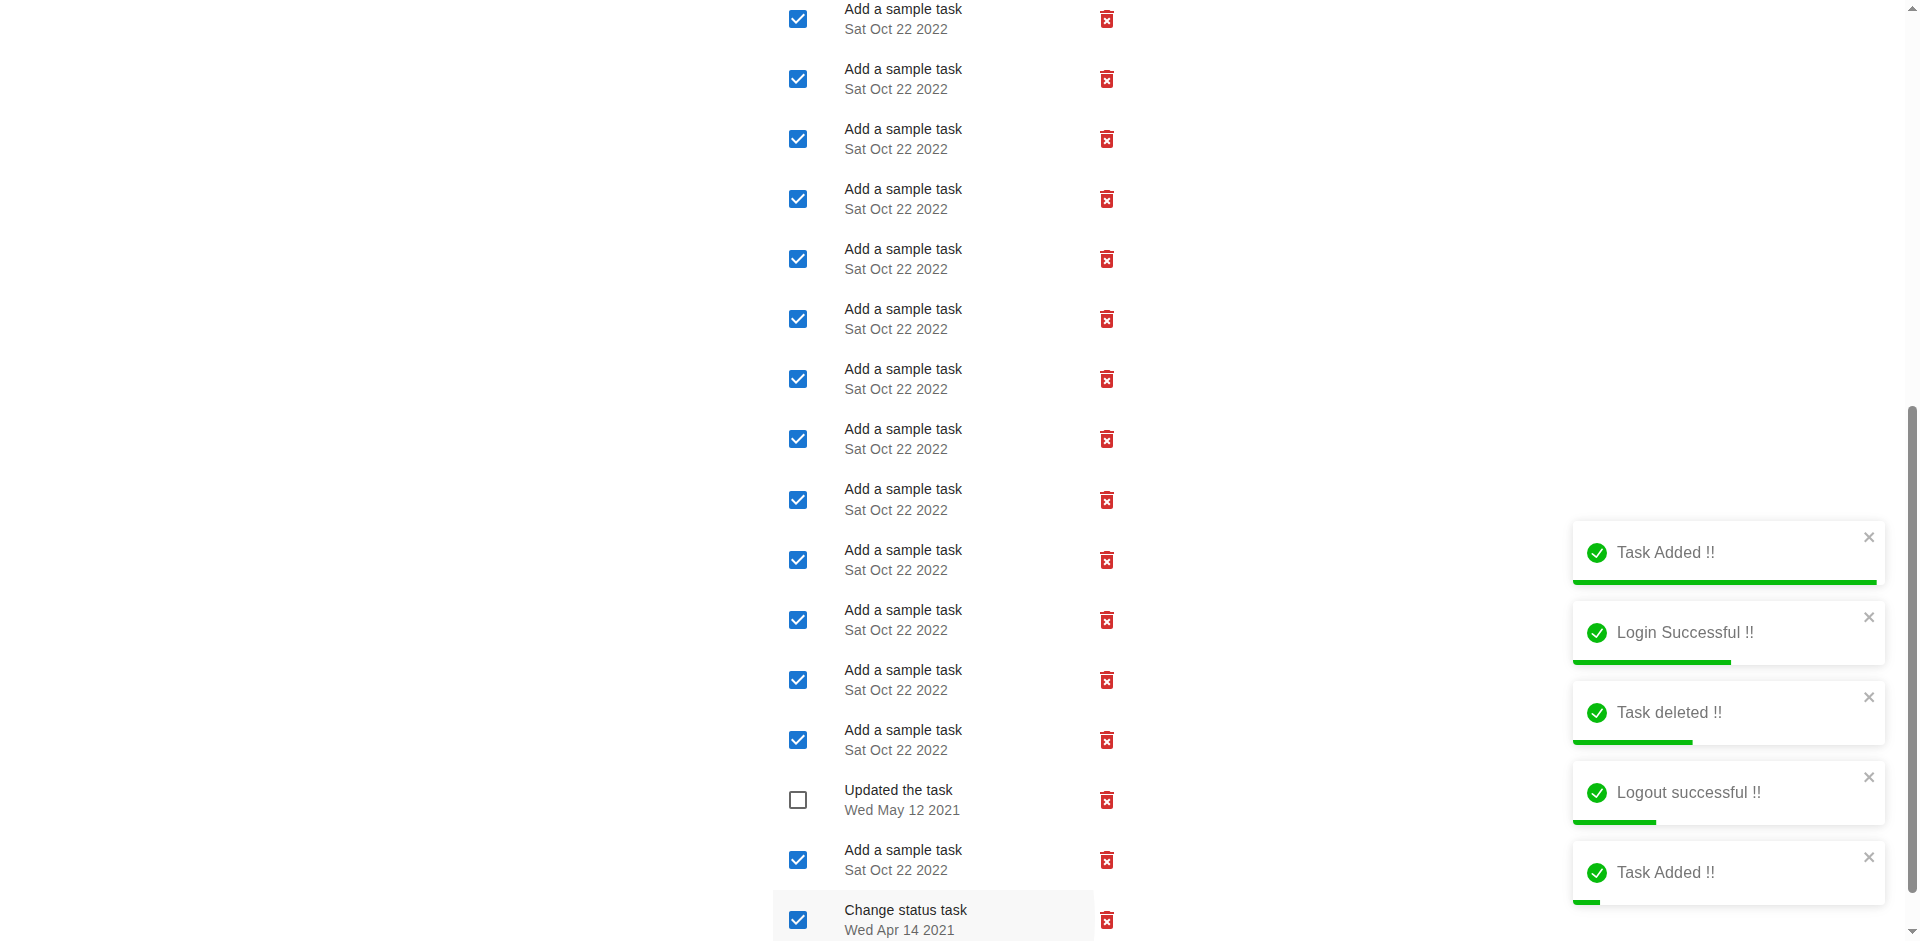 Add a sample task
Sat Oct 22 2022
Add a sample task
Sat Oct 22 2022
Add a sample task
Sat Oct 22 2022
Add a sample task
Sat Oct 22 2022
Add a sample task
Sat Oct 22 2022
Add a sample task
Sat Oct 22 2022
Add a sample task
Sat Oct 22 2022
Add a sample task
Sat Oct 22 2022
Add a sample task
Sat Oct 22 2022
Add a sample task
Sat Oct 22 2022
Add a sample task
Sat Oct 22 2022
Add a sample task
Sat Oct 22 2022
Add a sample task
Sat Oct 22 2022
Updated the task
Wed May 12 2021
Add a sample task
Sat Oct 22 2022
Change status task
Wed Apr 14 2021
Task Added !!
Login Successful !!
Task deleted !!
Logout successful !!
Task Added !!